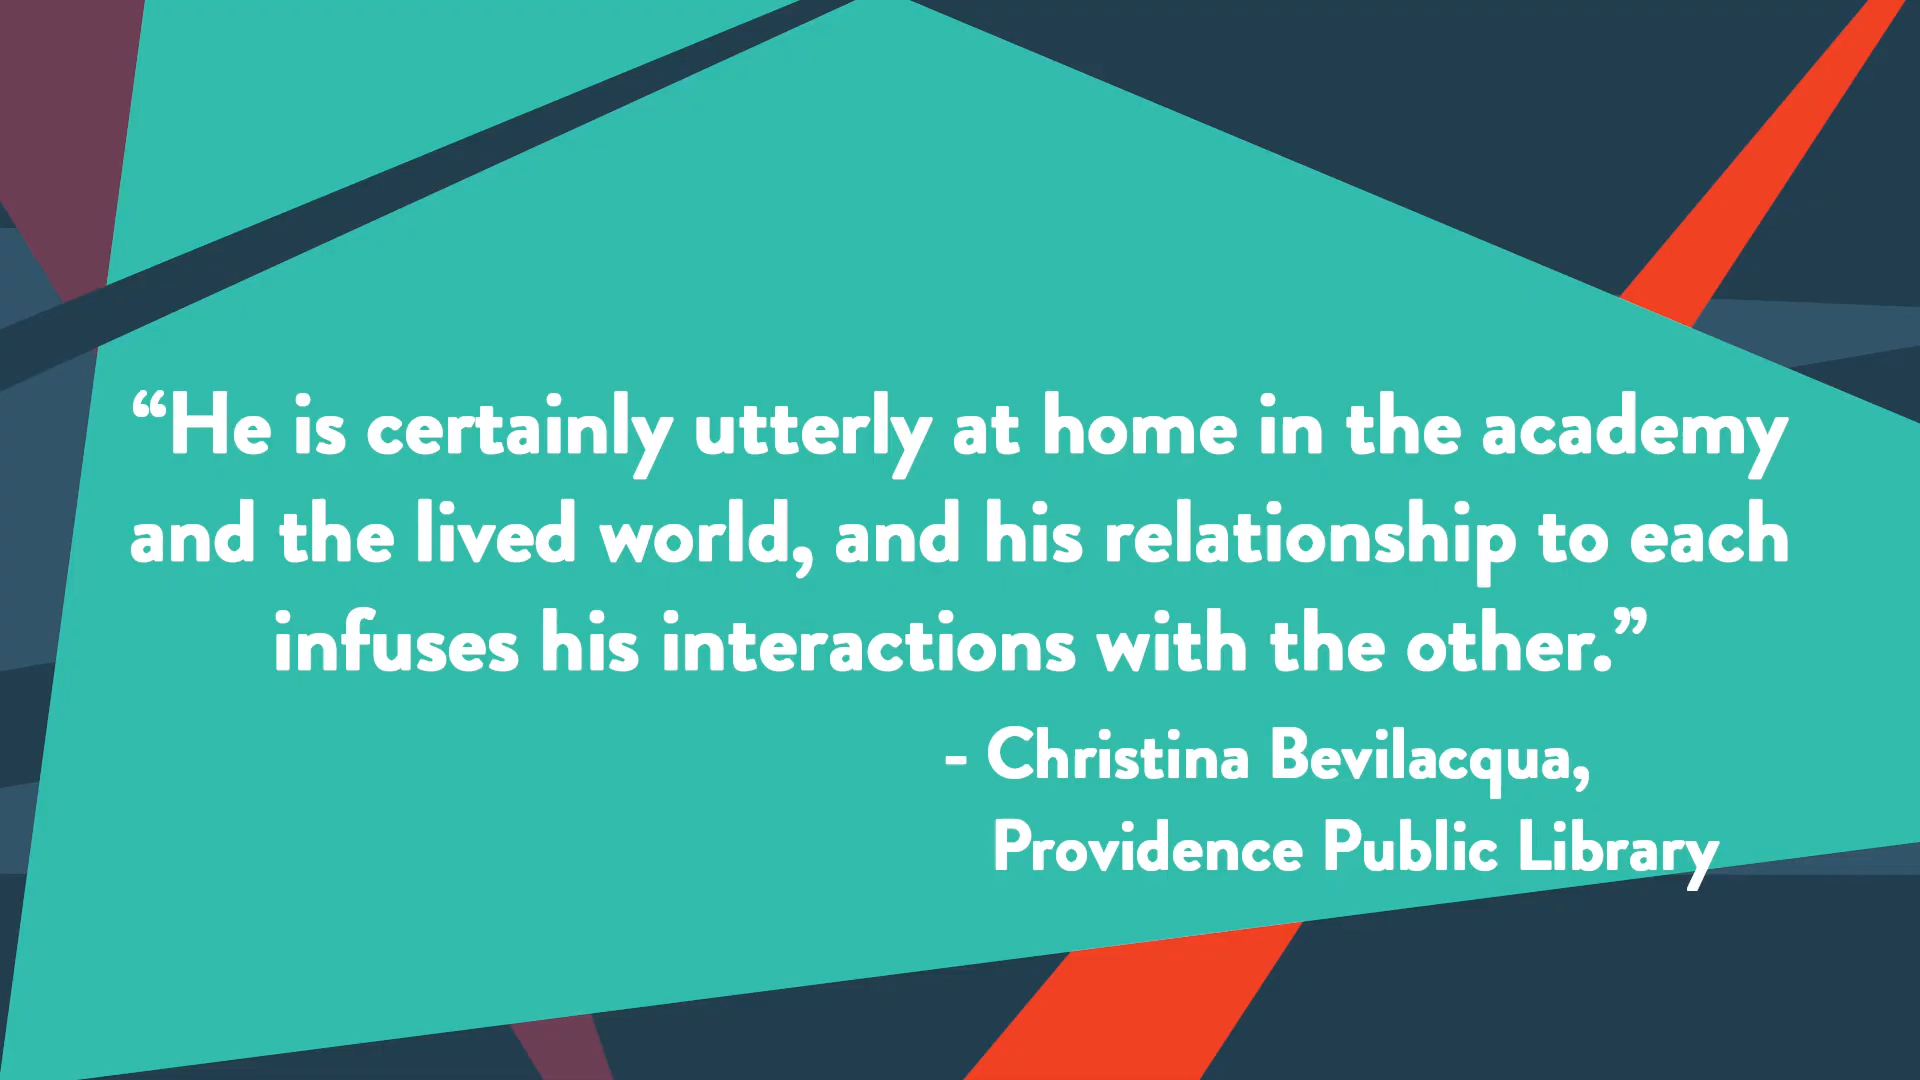 “He is certainly utterly at home in the academy
and the lived world, and his relationship to each
infuses his interactions with the other.”
- Christina Bevilacqua,
Providence Public Library